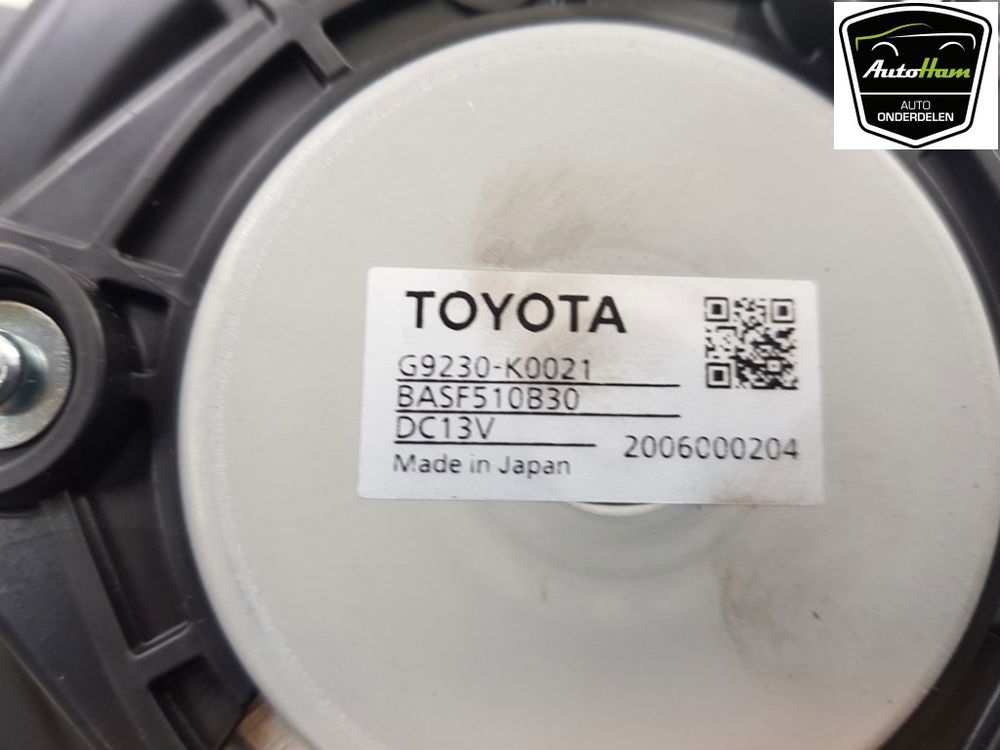 AutoHam
AUTO
ONDERDELEN
TOYOTA
G9230-K0021
BASF510B30
DC13V
2006000204
Made in Japan